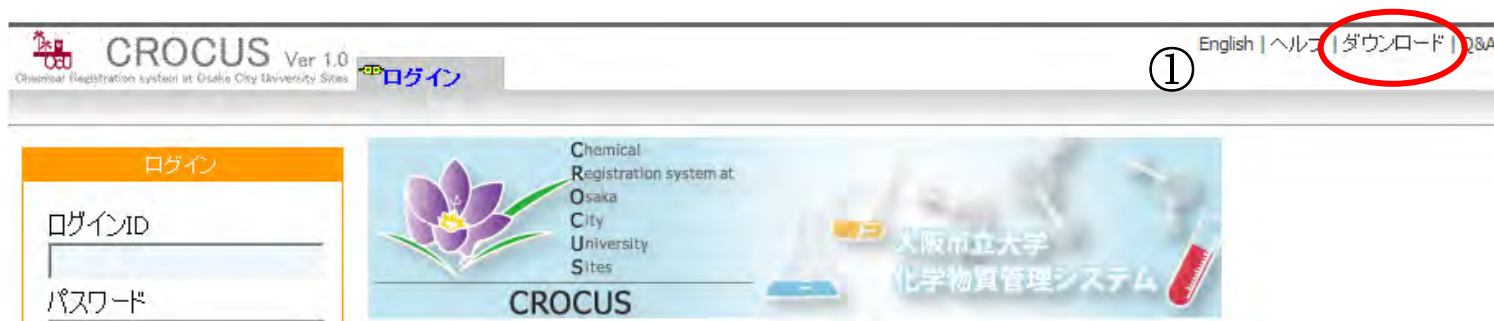 OCU
CROCUS Ver 1.0
Chemical Registration system at Osaka City University Sites
ログイン
①
English | ヘルプ | ダウンロード | Q&A
ログイン
ログインID
パスワード
Chemical
Registration system at
Osaka
City
University
Sites
CROCUS
大阪市立大学
化学物質管理システム